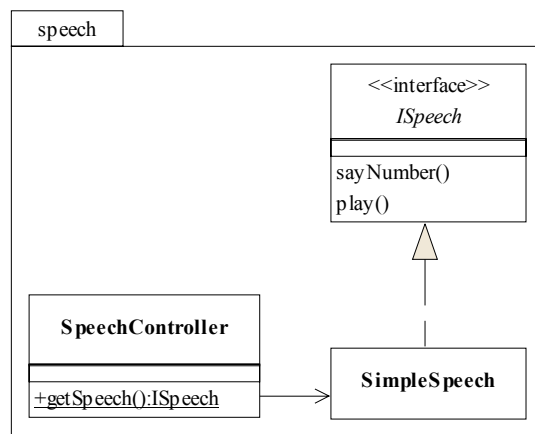 speech
<<interface>>
ISpeech
sayNumber()
play()
SpeechController
+getSpeech():ISpeech
SimpleSpeech